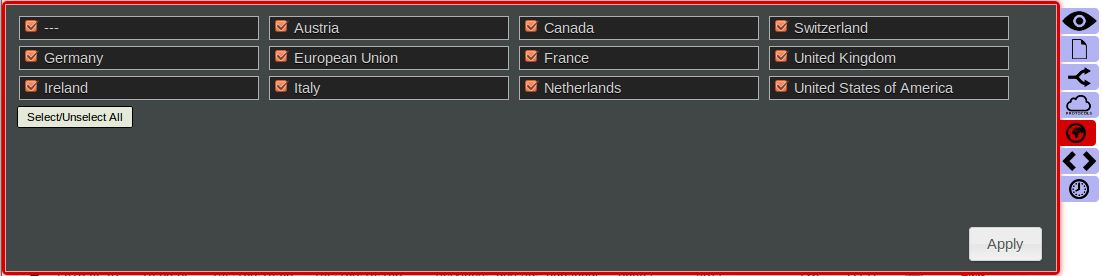 --- Austria Canada Switzerland
Germany European Union France United Kingdom
Ireland Italy Netherlands United States of America
Select/Unselect All
PROTOCOLS
Apply